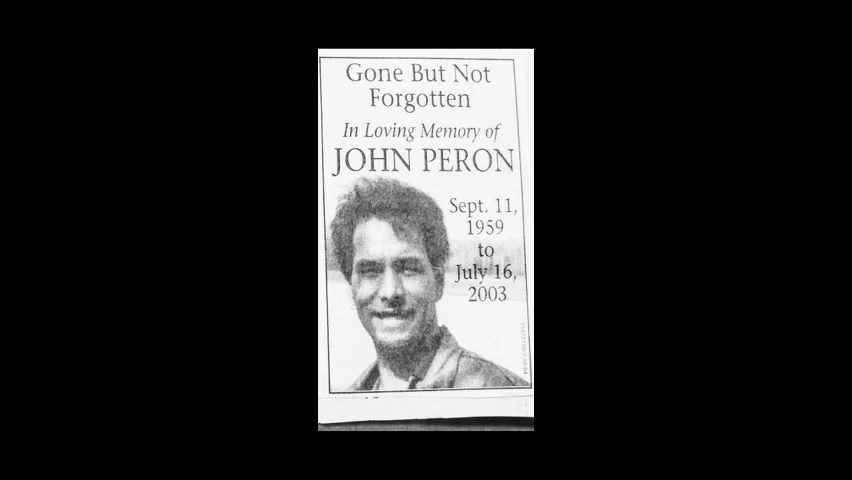 Gone But Not
Forgotten
In Loving Memory of
JOHN PERON
Sept. 11,
1959
to
July 16,
2003